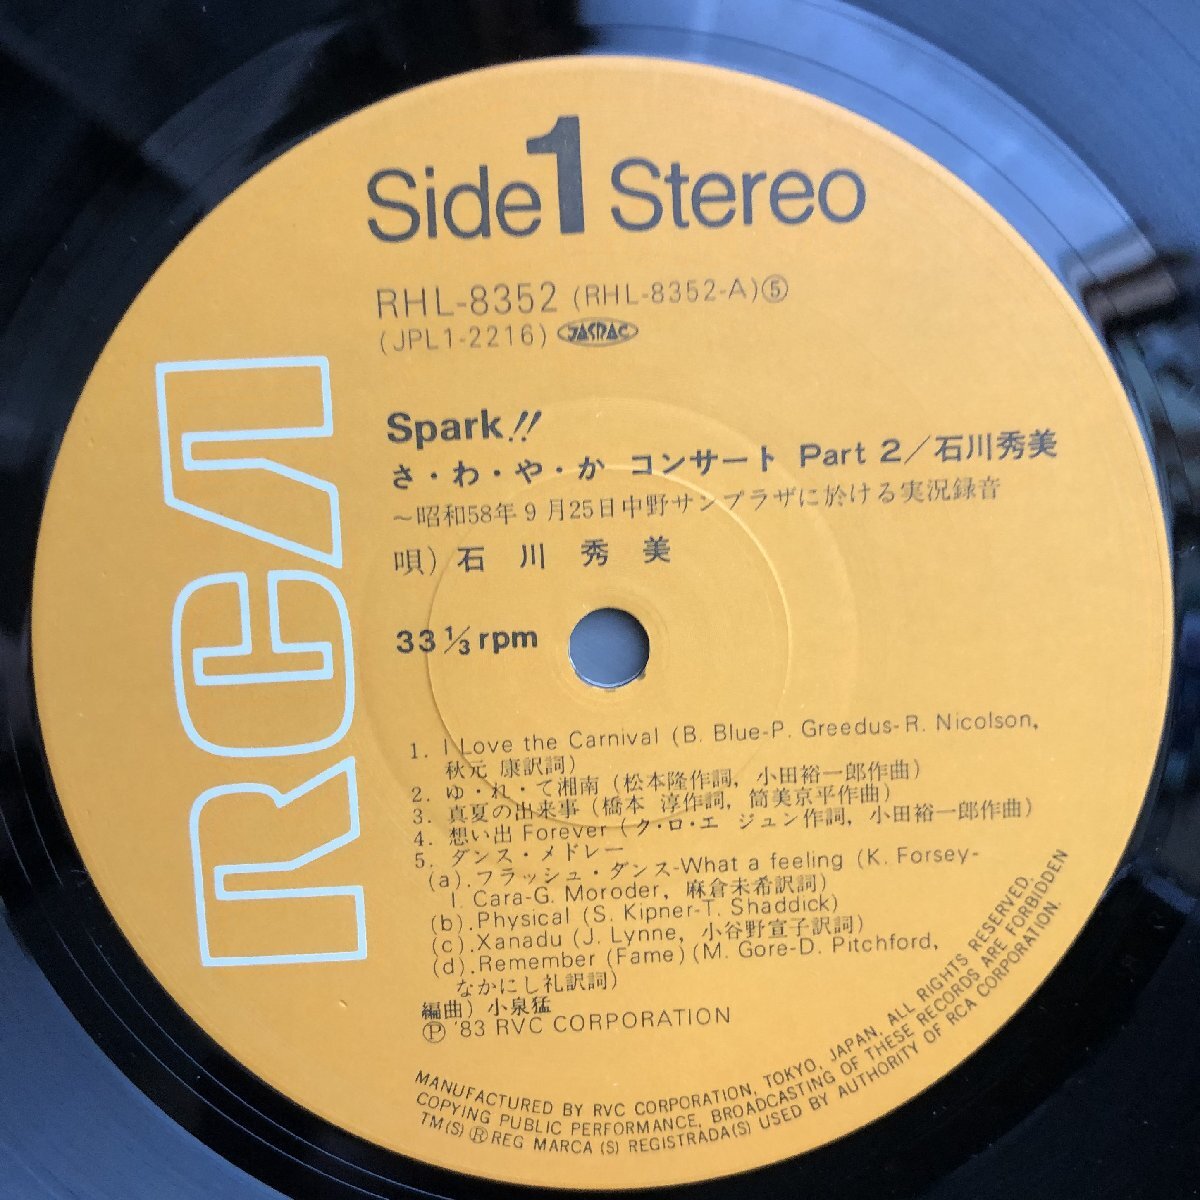 Side 1 Stereo
RHL-8352 (RHL-8352-A)⑤
(JPL1-2216) JASRAC
RCA
Spark!!
さ・わ・や・か コンサート Part 2／石川秀美
～昭和58年9月25日中野サンプラザに於ける実況録音
唄) 石川秀美
33 1/3 rpm
1. I Love the Carnival (B. Blue-P. Greedus-R. Nicolson,
秋元 康訳詞)
2. ゆ・れ・て湘南 (松本隆作詞, 小田裕一郎作曲)
3. 真夏の出来事 (橋本 淳作詞, 筒美京平作曲)
4. 想い出 Forever (ク・ロ・エ ジュン作詞, 小田裕一郎作曲)
5. ダンス・メドレー
(a).フラッシュ・ダンス-What a feeling (K. Forsey-
I. Cara-G. Moroder, 麻倉未希訳詞)
(b).Physical (S. Kipner-T. Shaddick)
(c).Xanadu (J. Lynne, 小谷野宣子訳詞)
(d).Remember (Fame) (M. Gore-D. Pitchford,
なかにし礼訳詞)
編曲) 小泉猛
Ⓟ '83 RVC CORPORATION
MANUFACTURED BY RVC CORPORATION, TOKYO, JAPAN, ALL RIGHTS RESERVED.
COPYING PUBLIC PERFORMANCE, BROADCASTING OF THESE RECORDS ARE FORBIDDEN
TM(S) ® REG MARCA (S) REGISTRADA(S) USED BY AUTHORITY OF RCA CORPORATION.